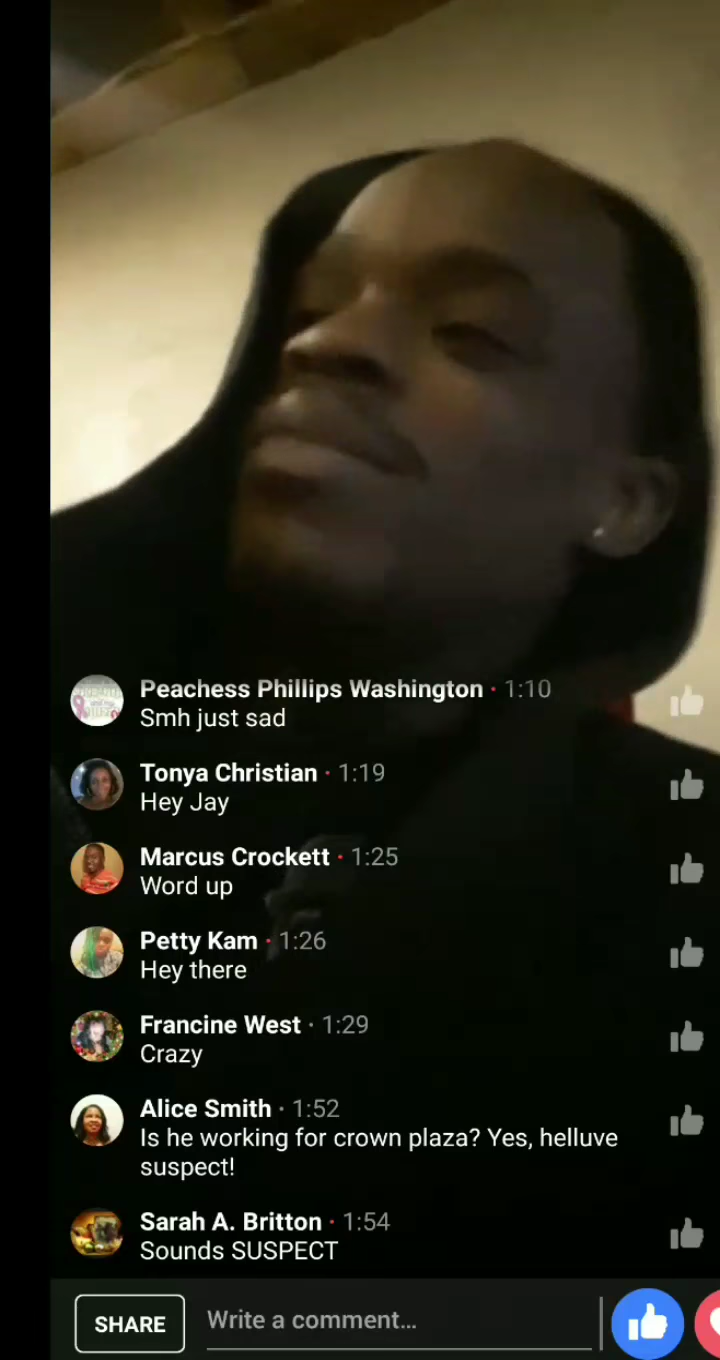 Peachess Phillips Washington • 1:10
Smh just sad
Tonya Christian • 1:19
Hey Jay
Marcus Crockett • 1:25
Word up
Petty Kam • 1:26
Hey there
Francine West • 1:29
Crazy
Alice Smith • 1:52
Is he working for crown plaza? Yes, helluve
suspect!
Sarah A. Britton • 1:54
Sounds SUSPECT
SHARE
Write a comment...